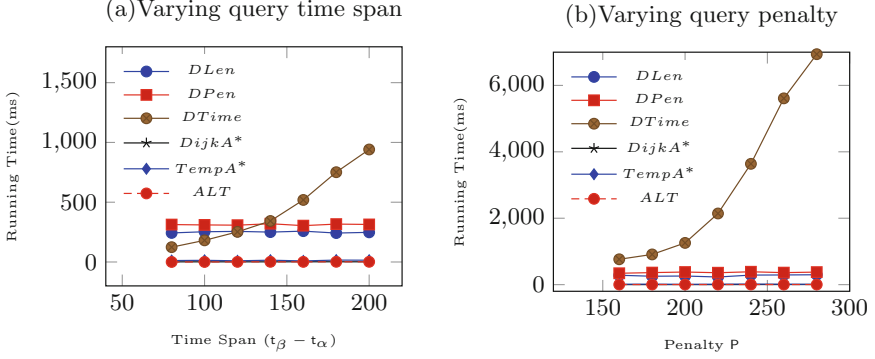 (a)Varying query time span
Running Time(ms)
1,500
1,000
500
0
DLen
DPen
DTime
DijkA*
TempA*
ALT
50 100 150 200
Time Span (tβ − tα)
(b)Varying query penalty
Running Time(ms)
6,000
4,000
2,000
0
DLen
DPen
DTime
DijkA*
TempA*
ALT
150 200 250 300
Penalty P